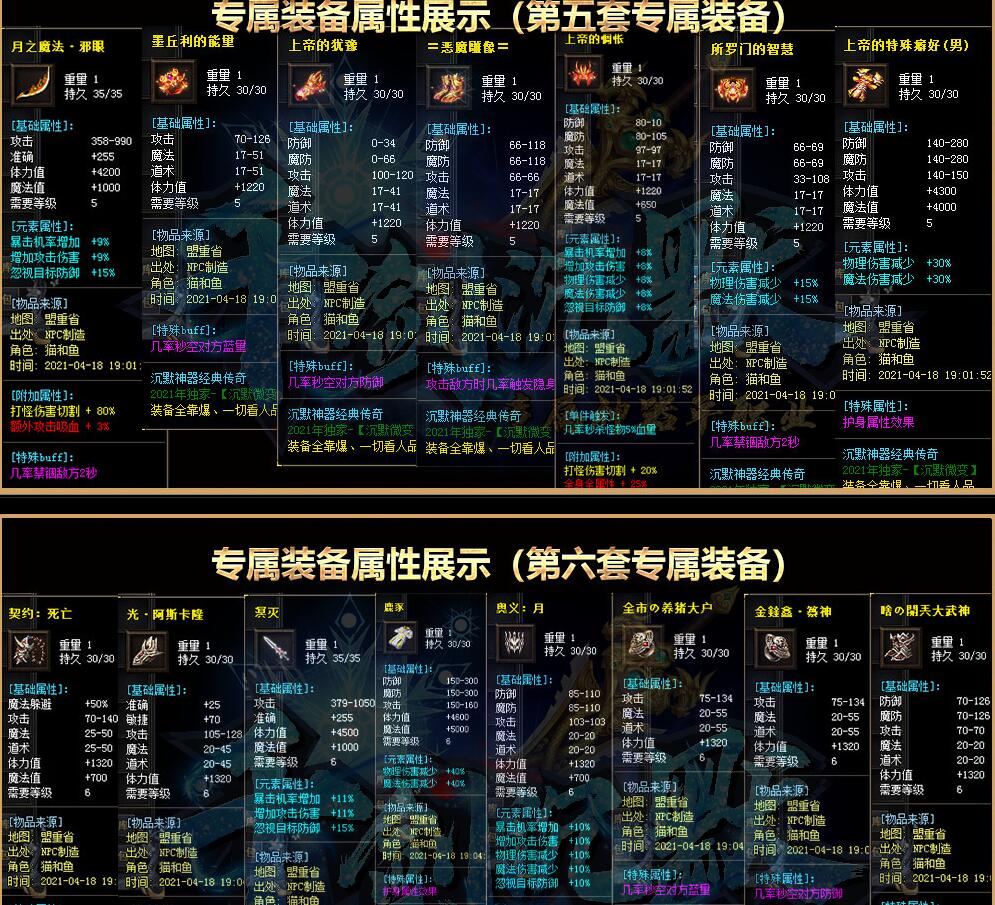 专属装备属性展示（第五套专属装备）
月之魔法·邪眼
重量 1
持久 35/35
[基础属性]:
攻击 358-990
准确 +255
体力值 +4200
魔法值 +1000
需要等级 5
[元素属性]:
暴击机率增加 +9%
增加攻击伤害 +9%
忽视目标防御 +15%
[物品来源]
地图: 盟重省
出处: NPC制造
角色: 猫和鱼
时间: 2021-04-18 19:01:
[附加属性]:
打怪伤害切割 + 80%
额外攻击吸血 + 3%
[特殊buff]:
几率禁锢敌方2秒
墨丘利的能量
重量 1
持久 30/30
[基础属性]:
攻击 70-126
魔法 17-51
道术 17-51
体力值 +1220
需要等级 5
[物品来源]
地图: 盟重省
出处: NPC制造
角色: 猫和鱼
时间: 2021-04-18 19:0
[特殊buff]:
几率秒空对方蓝量
沉默神器经典传奇
2021年独家-【沉默微变
装备全靠爆、一切看人品
上帝的犹豫
重量 1
持久 30/30
[基础属性]:
防御 0-34
魔防 0-66
攻击 100-120
魔法 17-41
道术 17-41
体力值 +1220
需要等级 5
[物品来源]
地图: 盟重省
出处: NPC制造
角色: 猫和鱼
时间: 2021-04-18 19:0
[特殊buff]:
几率秒空对方防御
沉默神器经典传奇
2021年独家-【沉默微变
装备全靠爆、一切看人品
＝恶魔雕像＝
重量 1
持久 30/30
[基础属性]:
防御 66-118
魔防 66-118
攻击 66-66
魔法 17-17
道术 17-17
体力值 +1220
需要等级 5
[物品来源]
地图: 盟重省
出处: NPC制造
角色: 猫和鱼
时间: 2021-04-18 19:0
[特殊buff]:
攻击敌方时几率触发隐身
沉默神器经典传奇
2021年独家-【沉默微变
装备全靠爆、一切看人品
上帝的惆怅
重量 1
持久 30/30
[基础属性]:
防御 80-10
魔防 80-105
攻击 97-97
魔法 17-17
道术 17-17
体力值 +1220
魔法值 +650
需要等级 5
[元素属性]:
暴击机率增加 +8%
增加攻击伤害 +8%
物理伤害减少 +8%
魔法伤害减少 +8%
忽视目标防御 +8%
[物品来源]
地图: 盟重省
出处: NPC制造
角色: 猫和鱼
时间: 2021-04-18 19:01:52
[单件触发]:
几率秒杀怪物5%血量
[附加属性]:
打怪伤害切割 + 20%
全身全属性 + 25%
所罗门的智慧
重量 1
持久 30/30
[基础属性]:
防御 66-69
魔防 66-69
攻击 33-108
魔法 17-17
道术 17-17
体力值 +1220
需要等级 5
[元素属性]:
物理伤害减少 +15%
魔法伤害减少 +15%
[物品来源]
地图: 盟重省
出处: NPC制造
角色: 猫和鱼
时间: 2021-04-18 19:0
[特殊buff]:
几率禁锢敌方2秒
沉默神器经典传奇
2021年独家-【沉默微变
上帝的特殊癖好(男)
重量 1
持久 30/30
[基础属性]:
防御 140-280
魔防 140-280
攻击 140-150
体力值 +4300
魔法值 +4000
需要等级 5
[元素属性]:
物理伤害减少 +30%
魔法伤害减少 +30%
[物品来源]
地图: 盟重省
出处: NPC制造
角色: 猫和鱼
时间: 2021-04-18 19:01:52
[特殊属性]:
护身属性效果
沉默神器经典传奇
2021年独家-【沉默微变】
装备全靠爆、一切看人品
专属装备属性展示（第六套专属装备）
契约: 死亡
重量 1
持久 30/30
[基础属性]:
魔法躲避 +50%
攻击 70-140
魔法 25-50
道术 25-50
体力值 +1320
魔法值 +700
需要等级 6
[物品来源]
地图: 盟重省
出处: NPC制造
角色: 猫和鱼
时间: 2021-04-18 19:
光·阿斯卡隆
重量 1
持久 30/30
[基础属性]:
准确 +25
敏捷 +70
攻击 105-128
魔法 20-45
道术 20-45
体力值 +1320
需要等级 6
[物品来源]
地图: 盟重省
出处: NPC制造
角色: 猫和鱼
时间: 2021-04-18 19:0
冥灭
重量 1
持久 35/35
[基础属性]:
攻击 379-1050
准确 +255
体力值 +4500
魔法值 +1000
需要等级 6
[元素属性]:
暴击机率增加 +11%
增加攻击伤害 +11%
忽视目标防御 +15%
[物品来源]
地图: 盟重省
出处: NPC制造
角色: 猫和鱼
重量 1
持久 30/30
[基础属性]:
防御 150-300
魔防 150-300
攻击 150-160
体力值 +4600
魔法值 +5000
需要等级 6
[元素属性]:
物理伤害减少 +40%
魔法伤害减少 +40%
[物品来源]
地图: 盟重省
出处: NPC制造
角色: 猫和鱼
时间: 2021-04-18 19:04:
[特殊属性]:
护身属性效果
奥义: 月
重量 1
持久 30/30
[基础属性]:
防御 85-110
魔防 85-110
攻击 103-103
魔法 20-20
道术 20-20
体力值 +1320
魔法值 +700
需要等级 6
[元素属性]:
暴击机率增加 +10%
增加攻击伤害 +10%
物理伤害减少 +10%
魔法伤害减少 +10%
忽视目标防御 +10%
全市の养猪大户
重量 1
持久 30/30
[基础属性]:
攻击 75-134
魔法 20-55
道术 20-55
体力值 +1320
需要等级 6
[物品来源]
地图: 盟重省
出处: NPC制造
角色: 猫和鱼
时间: 2021-04-18 19:04
[特殊属性]:
几率秒空对方蓝量
金鑫鑫·蔡神
重量 1
持久 30/30
[基础属性]:
攻击 75-134
魔法 20-55
道术 20-55
体力值 +1320
需要等级 6
[物品来源]
地图: 盟重省
出处: NPC制造
角色: 猫和鱼
时间: 2021-04-18 19:0
[特殊属性]:
几率秒空对方防御
啥の鬧天大武神
重量 1
持久 30/30
[基础属性]:
防御 70-126
魔防 70-126
攻击 70-70
魔法 20-20
道术 20-20
体力值 +1320
需要等级 6
[物品来源]
地图: 盟重省
出处: NPC制造
角色: 猫和鱼
时间: 2021-04-18 19: